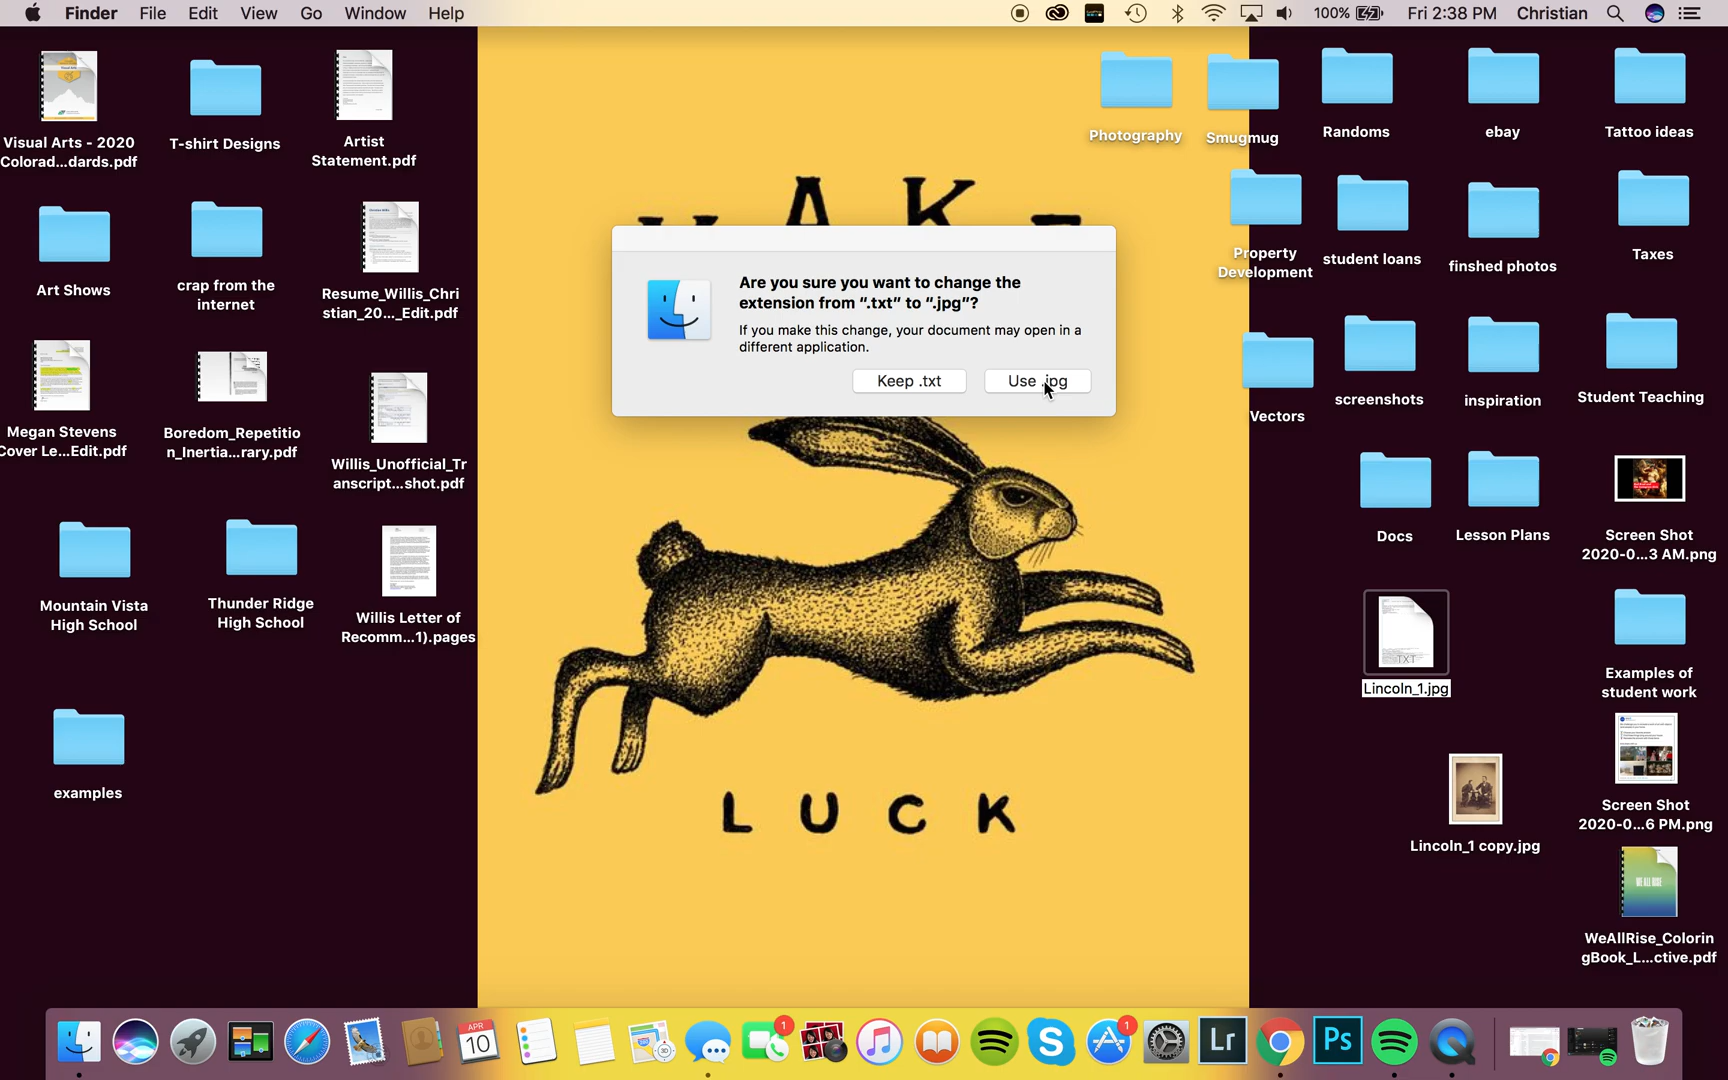 Finder File Edit View Go Window Help 100% Fri 2:38 PM Christian
Visual Arts - 2020
Colorad...dards.pdf
T-shirt Designs
Artist
Statement.pdf
Photography
Smugmug
Randoms
ebay
Tattoo ideas
Art Shows
crap from the
internet
Resume_Willis_Chri
stian_20..._Edit.pdf
Property
Development
student loans
finshed photos
Taxes
Are you sure you want to change the
extension from “.txt” to “.jpg”?
If you make this change, your document may open in a
different application.
Keep .txt
Use .jpg
Megan Stevens
Cover Le...Edit.pdf
Boredom_Repetitio
n_Inertia...rary.pdf
Willis_Unofficial_Tr
anscript...shot.pdf
Vectors
screenshots
inspiration
Student Teaching
Docs
Lesson Plans
Screen Shot
2020-0...3 AM.png
Mountain Vista
High School
Thunder Ridge
High School
Willis Letter of
Recomm...1).pages
TXT
Lincoln_1.jpg
Examples of
student work
examples
LUCK
Lincoln_1 copy.jpg
Screen Shot
2020-0...6 PM.png
WE ALL RISE
WeAllRise_Colorin
gBook_L...ctive.pdf
APR
10
3D
1
1
Lr
Ps